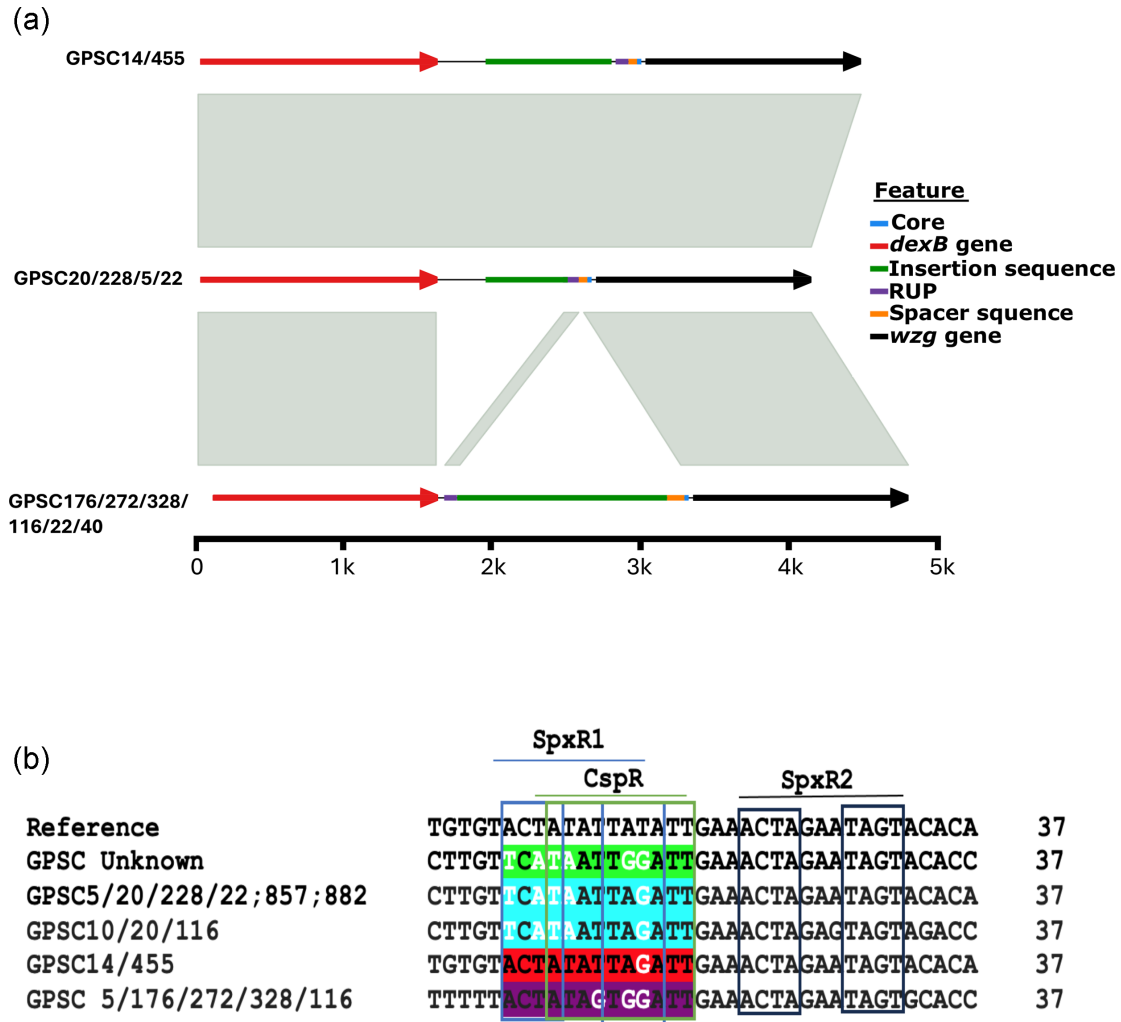 (a)
GPSC14/455
Feature
Core
dexB gene
GPSC20/228/5/22
Insertion sequence
RUP
Spacer squence
wzg gene
GPSC176/272/328/
116/22/40
0 1k 2k 3k 4k 5k
(b)
SpxR1
CspR SpxR2
Reference TGTGTACTATATTATATTGAAACTAGAATAGTACACA 37
GPSC Unknown CTTGTTCATAATTGGATTGAAACTAGAATAGTACACC 37
GPSC5/20/228/22;857;882 CTTGTTCATAATTAGATTGAAACTAGAATAGTACACC 37
GPSC10/20/116 CTTGTTCATAATTAGATTGAAACTAGAGTAGTAGACC 37
GPSC14/455 TGTGTACTATATTAGATTGAAACTAGAATAGTACACA 37
GPSC 5/176/272/328/116 TTTTTACTATAGTGGATTGAAACTAGAATAGTGCACC 37